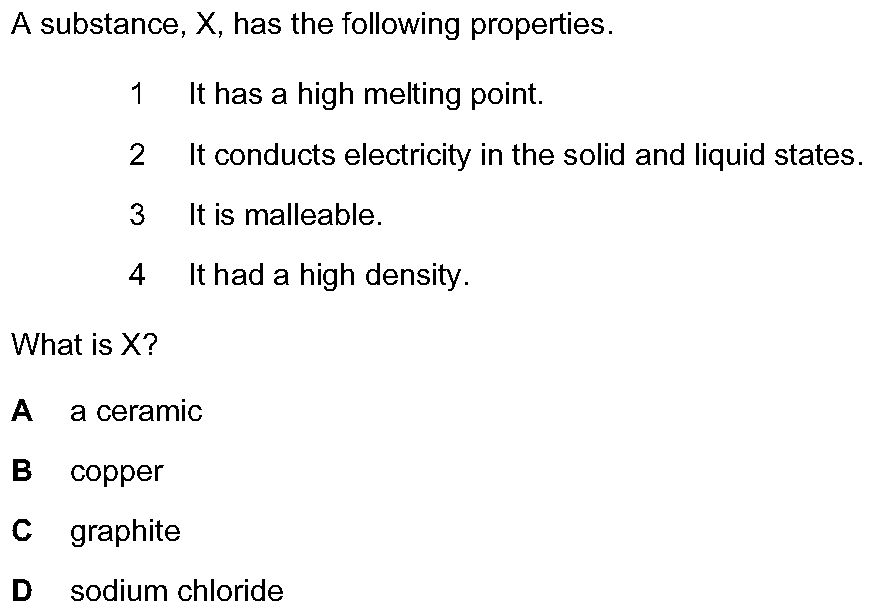 A substance, X, has the following properties.
1 It has a high melting point.
2 It conducts electricity in the solid and liquid states.
3 It is malleable.
4 It had a high density.
What is X?
A a ceramic
B copper
C graphite
D sodium chloride